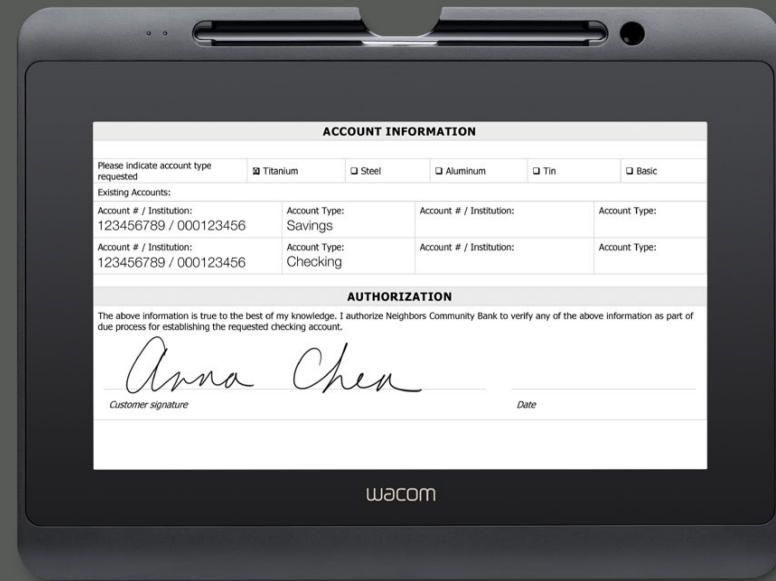 ACCOUNT INFORMATION
Please indicate account type
requested
☒ Titanium
☐ Steel
☐ Aluminum
☐ Tin
☐ Basic
Existing Accounts:
Account # / Institution:
123456789 / 000123456
Account Type:
Savings
Account # / Institution:
Account Type:
Account # / Institution:
123456789 / 000123456
Account Type:
Checking
Account # / Institution:
Account Type:
AUTHORIZATION
The above information is true to the best of my knowledge. I authorize Neighbors Community Bank to verify any of the above information as part of
due process for establishing the requested checking account.
Anna Chen
Customer signature
Date
wacom